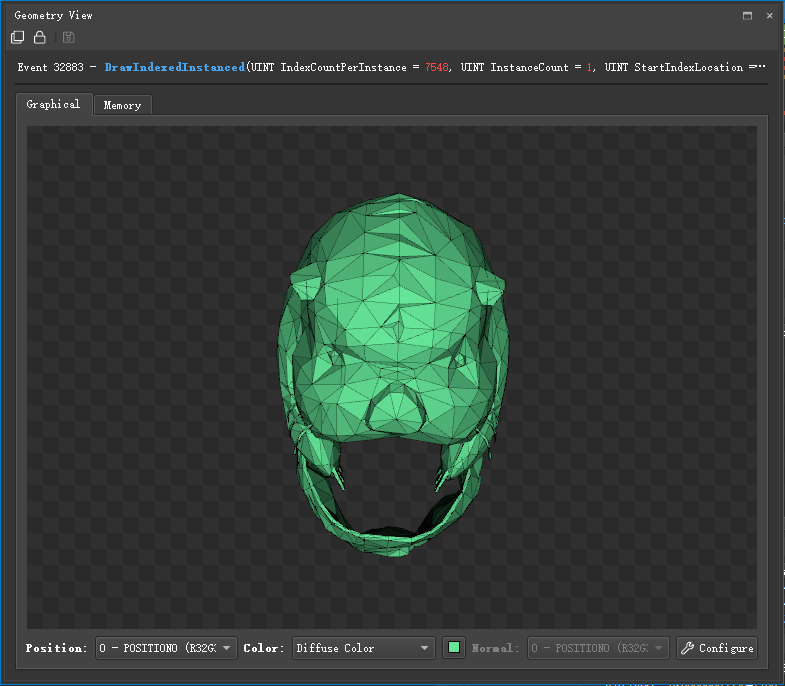 Geometry View
Event 32883 - DrawIndexedInstanced(UINT IndexCountPerInstance = 7548, UINT InstanceCount = 1, UINT StartIndexLocation =···
Graphical Memory
Position: 0 - POSITION0 (R32G Color: Diffuse Color Normal: 0 - POSITION0 (R32G Configure